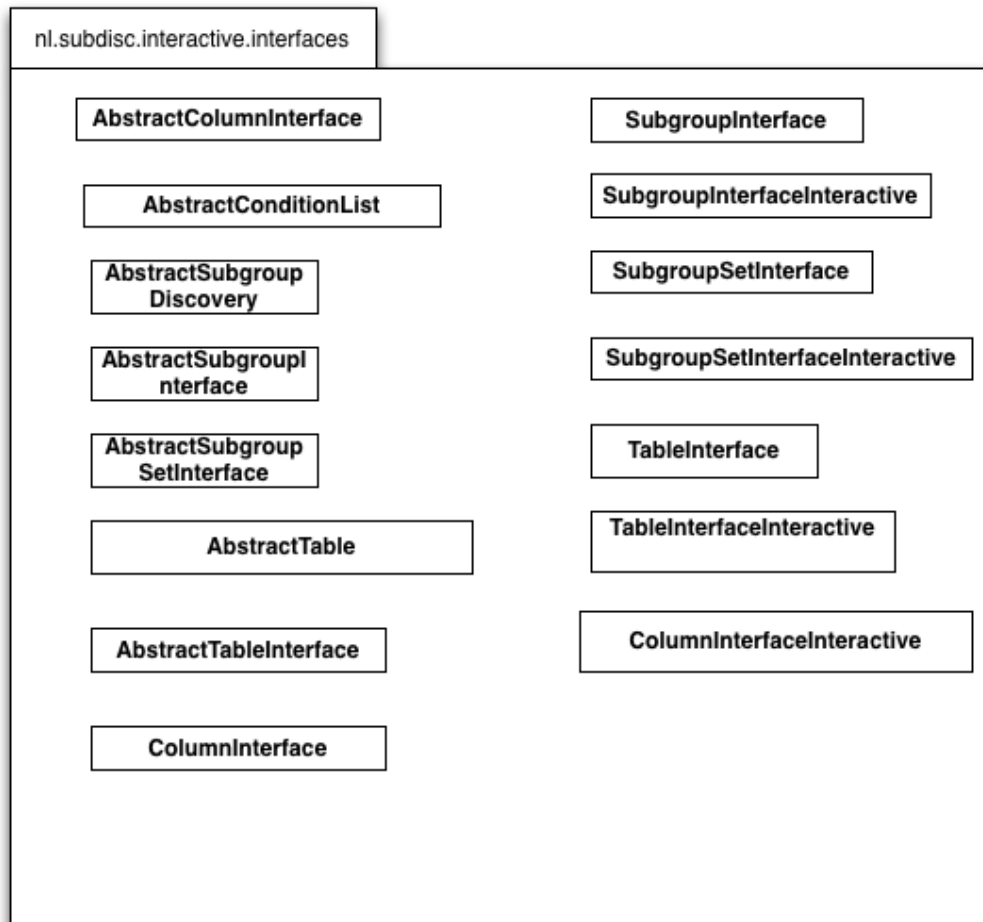 nl.subdisc.interactive.interfaces
AbstractColumnInterface
AbstractConditionList
AbstractSubgroup
Discovery
AbstractSubgroupI
nterface
AbstractSubgroup
SetInterface
AbstractTable
AbstractTableInterface
ColumnInterface
SubgroupInterface
SubgroupInterfaceInteractive
SubgroupSetInterface
SubgroupSetInterfaceInteractive
TableInterface
TableInterfaceInteractive
ColumnInterfaceInteractive